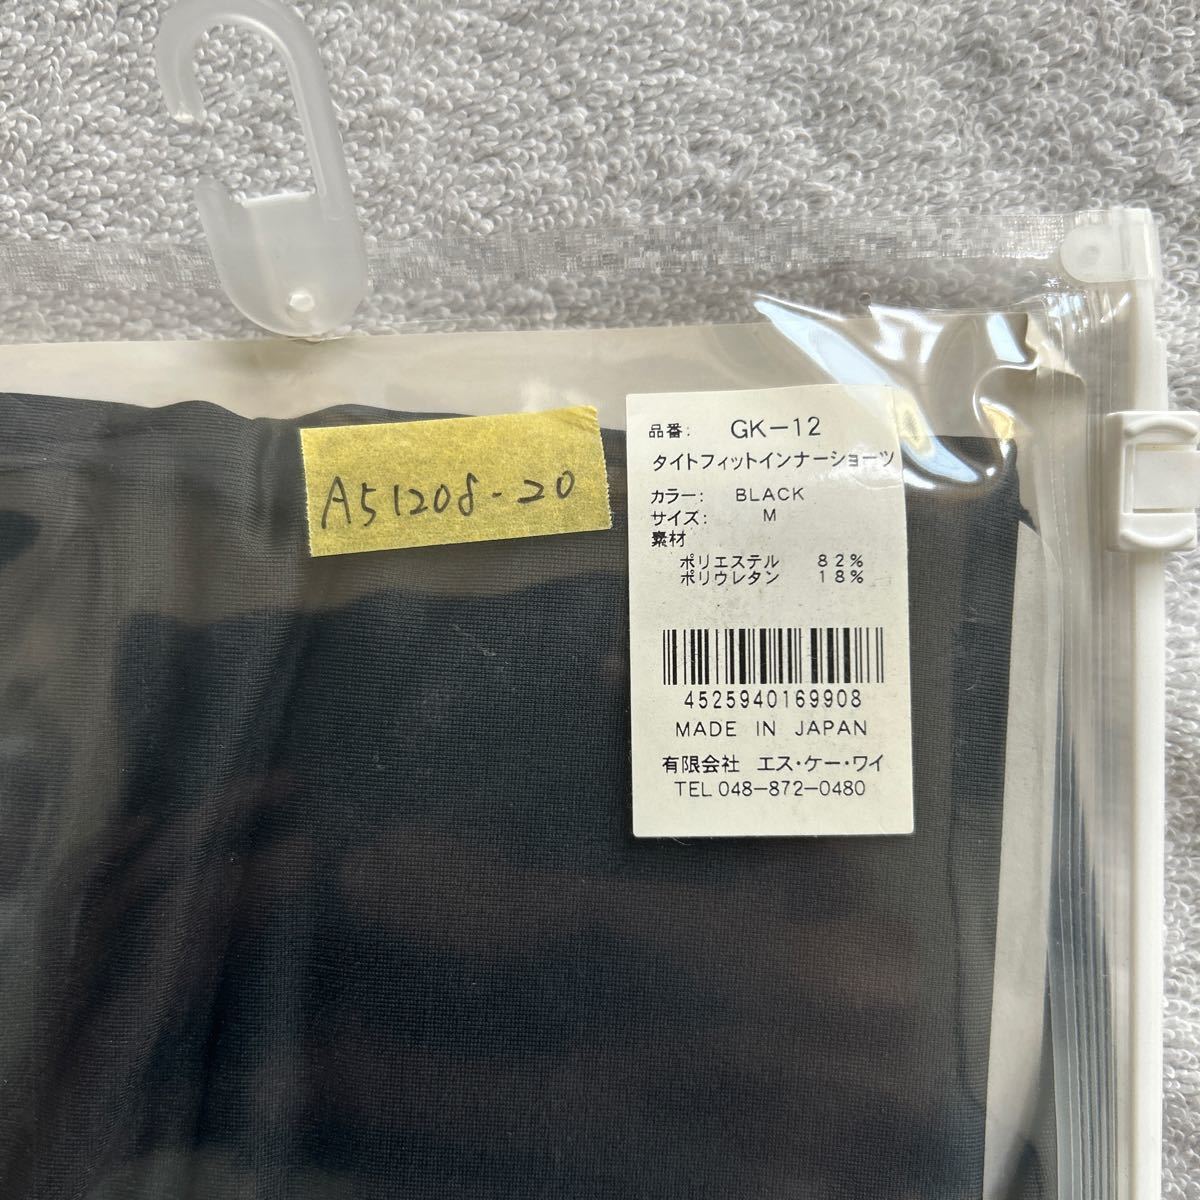 A51208-20
品番: GK-12
タイトフィットインナーショーツ
カラー: BLACK
サイズ: M
素材
ポリエステル 82%
ポリウレタン 18%
4525940169908
MADE IN JAPAN
有限会社 エス・ケー・ワイ
TEL 048-872-0480